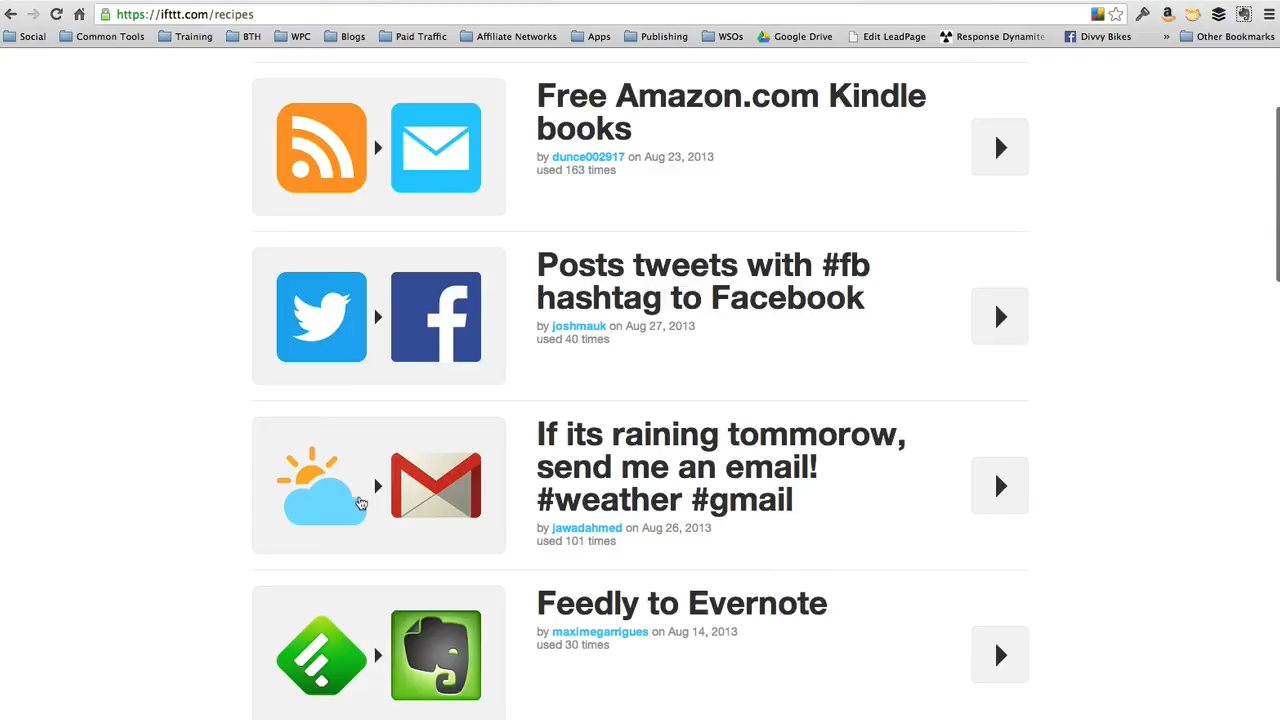 https://ifttt.com/recipes
Social Common Tools Training BTH WPC Blogs Paid Traffic Affiliate Networks Apps Publishing WSOs Google Drive Edit LeadPage Response Dynamite Divvy Bikes » Other Bookmarks
Free Amazon.com Kindle
books
by dunce002917 on Aug 23, 2013
used 163 times
Posts tweets with #fb
hashtag to Facebook
by joshmauk on Aug 27, 2013
used 40 times
If its raining tommorow,
send me an email!
#weather #gmail
by jawadahmed on Aug 26, 2013
used 101 times
Feedly to Evernote
by maximegarrigues on Aug 14, 2013
used 30 times